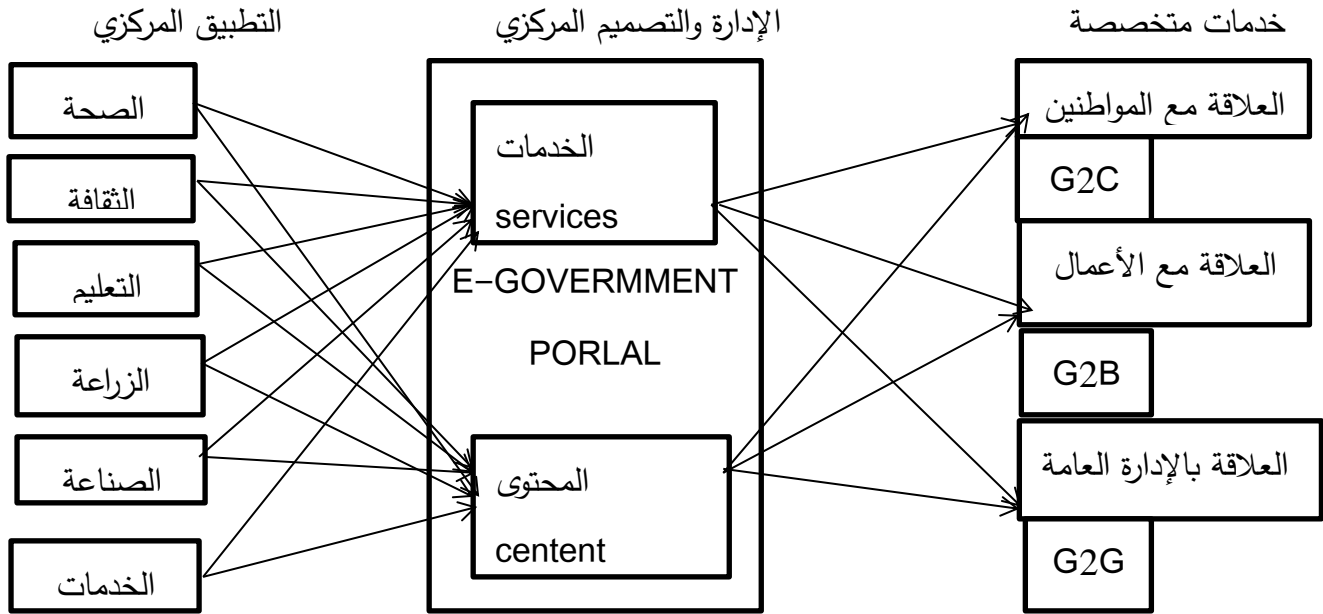 خدمات متخصصة
الإدارة والتصميم المركزي
التطبيق المركزي
العلاقة مع المواطنين
G2C
العلاقة مع الأعمال
G2B
العلاقة بالإدارة العامة
G2G
الخدمات
services
E-GOVERMMENT
PORLAL
المحتوى
centent
الصحة
الثقافة
التعليم
الزراعة
الصناعة
الخدمات